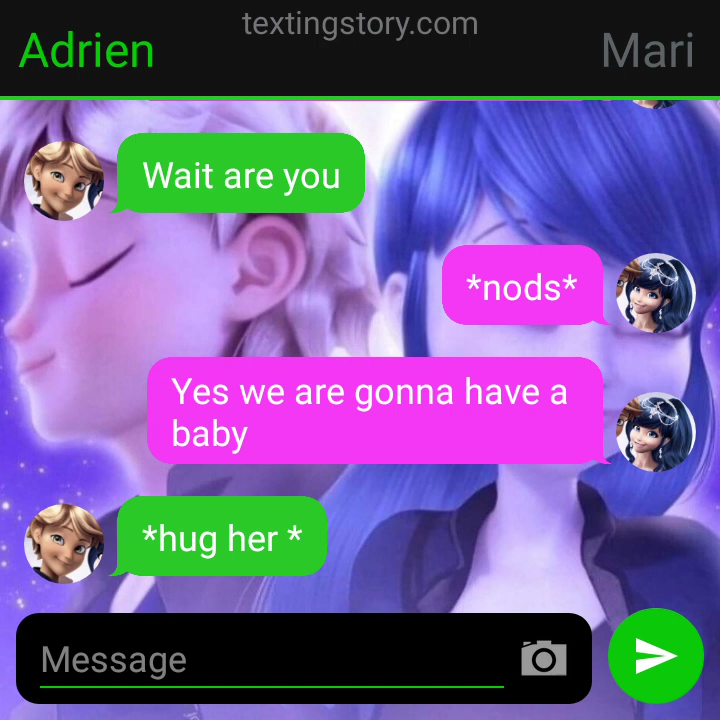 textingstory.com
Adrien
Mari
Wait are you
*nods*
Yes we are gonna have a
baby
*hug her *
Message